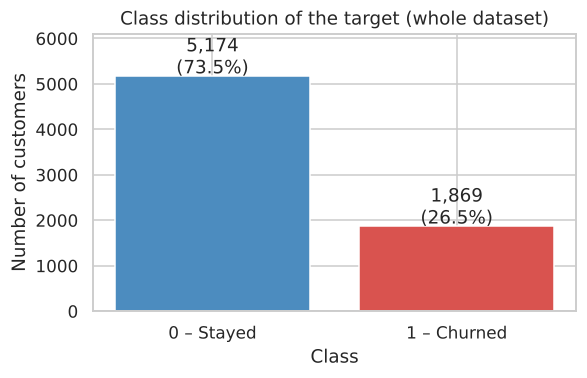 Class distribution of the target (whole dataset)
6000
5000
4000
3000
2000
1000
0
Number of customers
5,174
(73.5%)
1,869
(26.5%)
0 – Stayed
1 – Churned
Class